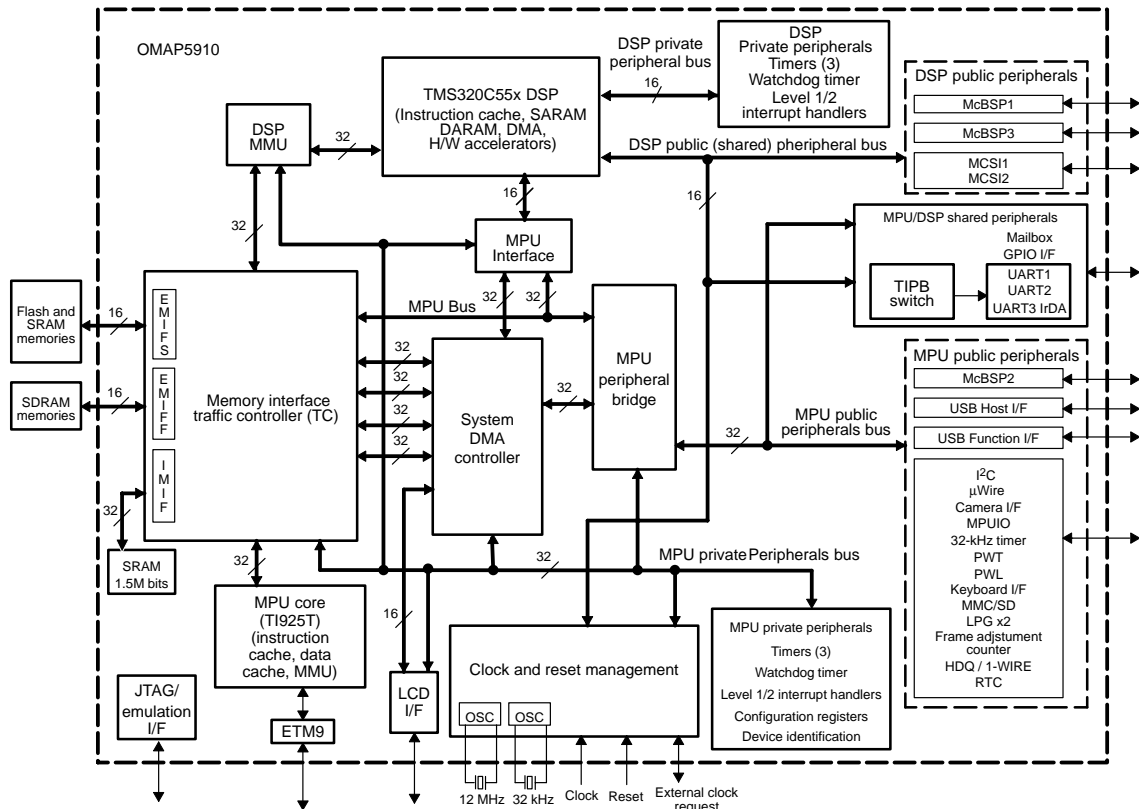 OMAP5910
TMS320C55x DSP
(Instruction cache, SARAM
DARAM, DMA,
H/W accelerators)
DSP private
peripheral bus
16
DSP
Private peripherals
Timers (3)
Watchdog timer
Level 1/2
interrupt handlers
DSP public peripherals
McBSP1
McBSP3
MCSI1
MCSI2
DSP
MMU
32
DSP public (shared) pheripheral bus
16
16
32
MPU
Interface
MPU/DSP shared peripherals
Mailbox
GPIO I/F
TIPB
switch
UART1
UART2
UART3 IrDA
Flash and
SRAM
memories
16
E
M
I
F
S
SDRAM
memories
16
E
M
I
F
F
I
M
I
F
32
SRAM
1.5M bits
Memory interface
traffic controller (TC)
MPU Bus
32
32
32
32
32
32
System
DMA
controller
32
MPU
peripheral
bridge
32
MPU public
peripherals bus
MPU public peripherals
McBSP2
USB Host I/F
USB Function I/F
I2C
μWire
Camera I/F
MPUIO
32-kHz timer
PWT
PWL
Keyboard I/F
MMC/SD
LPG x2
Frame adjstument
counter
HDQ / 1-WIRE
RTC
32
32
MPU private Peripherals bus
MPU core
(TI925T)
(instruction
cache, data
cache, MMU)
16
JTAG/
emulation
I/F
ETM9
LCD
I/F
Clock and reset management
OSC
OSC
12 MHz
32 kHz
Clock
Reset
External clock
request
MPU private peripherals
Timers (3)
Watchdog timer
Level 1/2 interrupt handlers
Configuration registers
Device identification